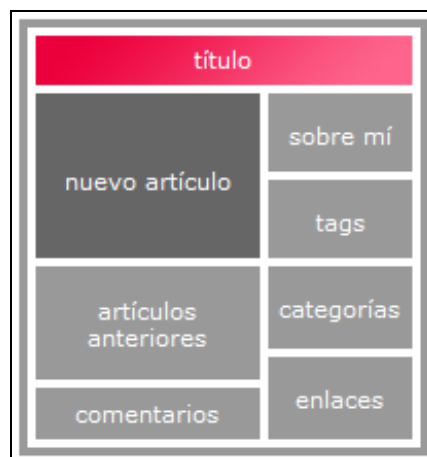 título
nuevo artículo
sobre mí
tags
artículos
anteriores
categorías
comentarios
enlaces